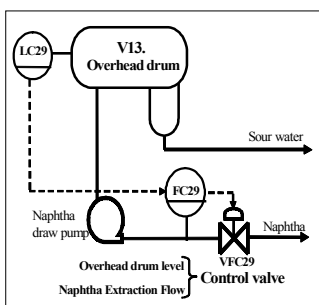 LC29
V13.
Overhead drum
Sour water
FC29
Naphtha
draw pump
Naphtha
VFC29
Overhead drum level
Naphtha Extraction Flow
Control valve